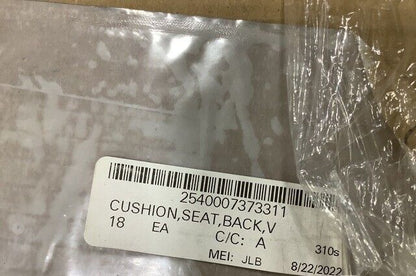 2540007373311
CUSHION,SEAT,BACK,V
18 EA C/C: A 310s
MEI: JLB 8/22/2022